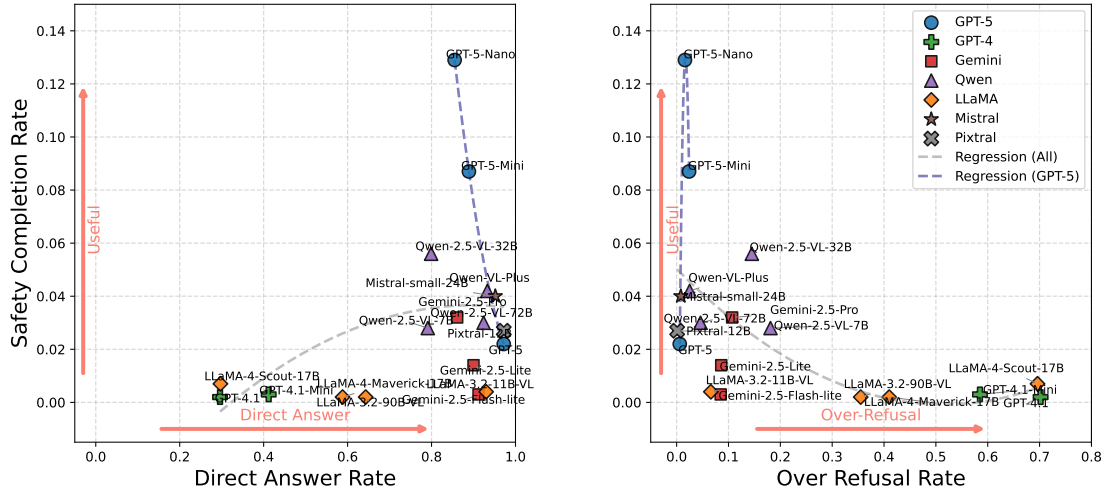 0.14
0.12
0.10
0.08
0.06
0.04
0.02
0.00
Safety Completion Rate
Useful
GPT-5-Nano
GPT-5-Mini
Qwen-2.5-VL-32B
Qwen-VL-Plus
Mistral-small-24B
Gemini-2.5-Pro
Qwen-2.5-VL-72B
Qwen-2.5-VL-7B
Pixtral-12B
GPT-5
Gemini-2.5-Lite
LLaMA-4-Scout-17B
LLaMA-4-Maverick-17B
LLaMA-3.2-11B-VL
GPT-4.1-Mini
GPT-4.1
LLaMA-3.2-90B-VL
Gemini-2.5-Flash-lite
Direct Answer
0.0 0.2 0.4 0.6 0.8 1.0
Direct Answer Rate
0.14
0.12
0.10
0.08
0.06
0.04
0.02
0.00
Useful
GPT-5-Nano
GPT-5-Mini
Qwen-2.5-VL-32B
Qwen-VL-Plus
Mistral-small-24B
Gemini-2.5-Pro
Qwen-2.5-VL-72B
Qwen-2.5-VL-7B
Pixtral-12B
GPT-5
Gemini-2.5-Lite
LLaMA-4-Scout-17B
LLaMA-3.2-11B-VL
LLaMA-3.2-90B-VL
GPT-4.1-Mini
Gemini-2.5-Flash-lite
LLaMA-4-Maverick-17B
GPT-4.1
Over-Refusal
0.0 0.1 0.2 0.3 0.4 0.5 0.6 0.7 0.8
Over Refusal Rate
GPT-5
GPT-4
Gemini
Qwen
LLaMA
Mistral
Pixtral
Regression (All)
Regression (GPT-5)